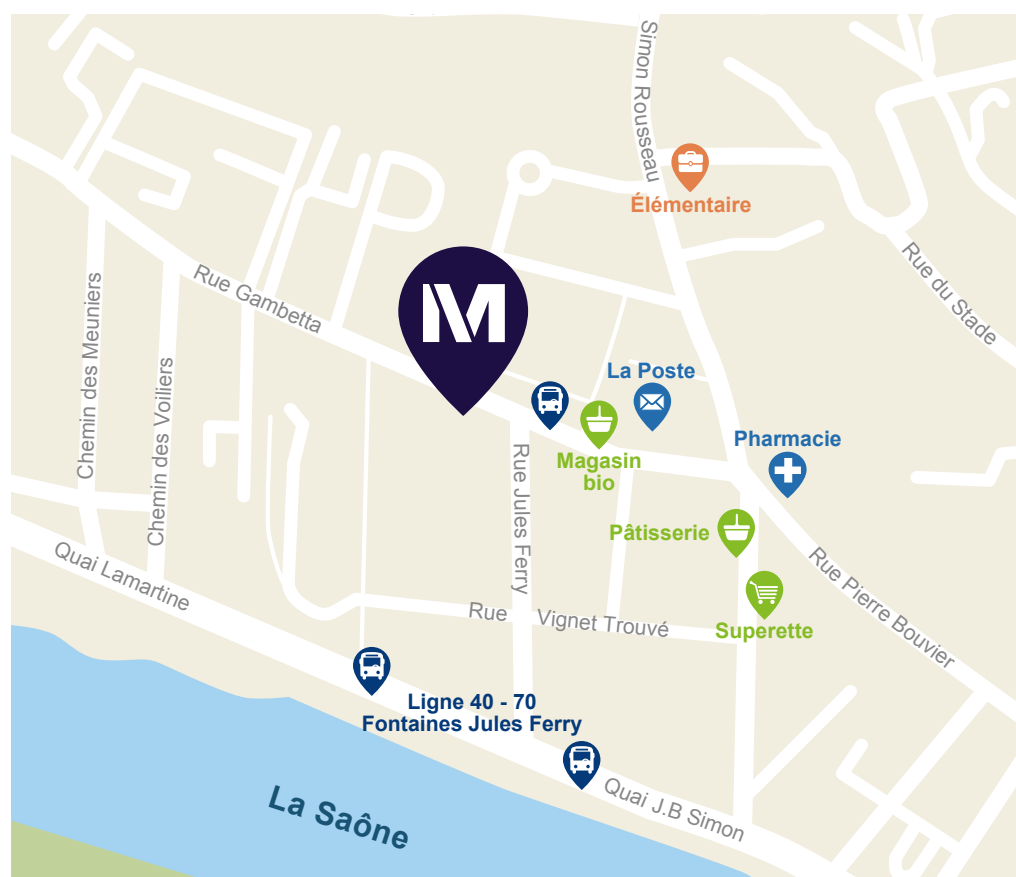 Simon Rousseau
Élémentaire
Rue du Stade
Rue Gambetta
M
Chemin des Meuniers
Chemin des Voiliers
La Poste
Pharmacie
Magasin
bio
Rue Jules Ferry
Pâtisserie
Quai Lamartine
Rue Pierre Bouvier
Rue Vignet Trouvé
Superette
Ligne 40 - 70
Fontaines Jules Ferry
Quai J.B Simon
La Saône